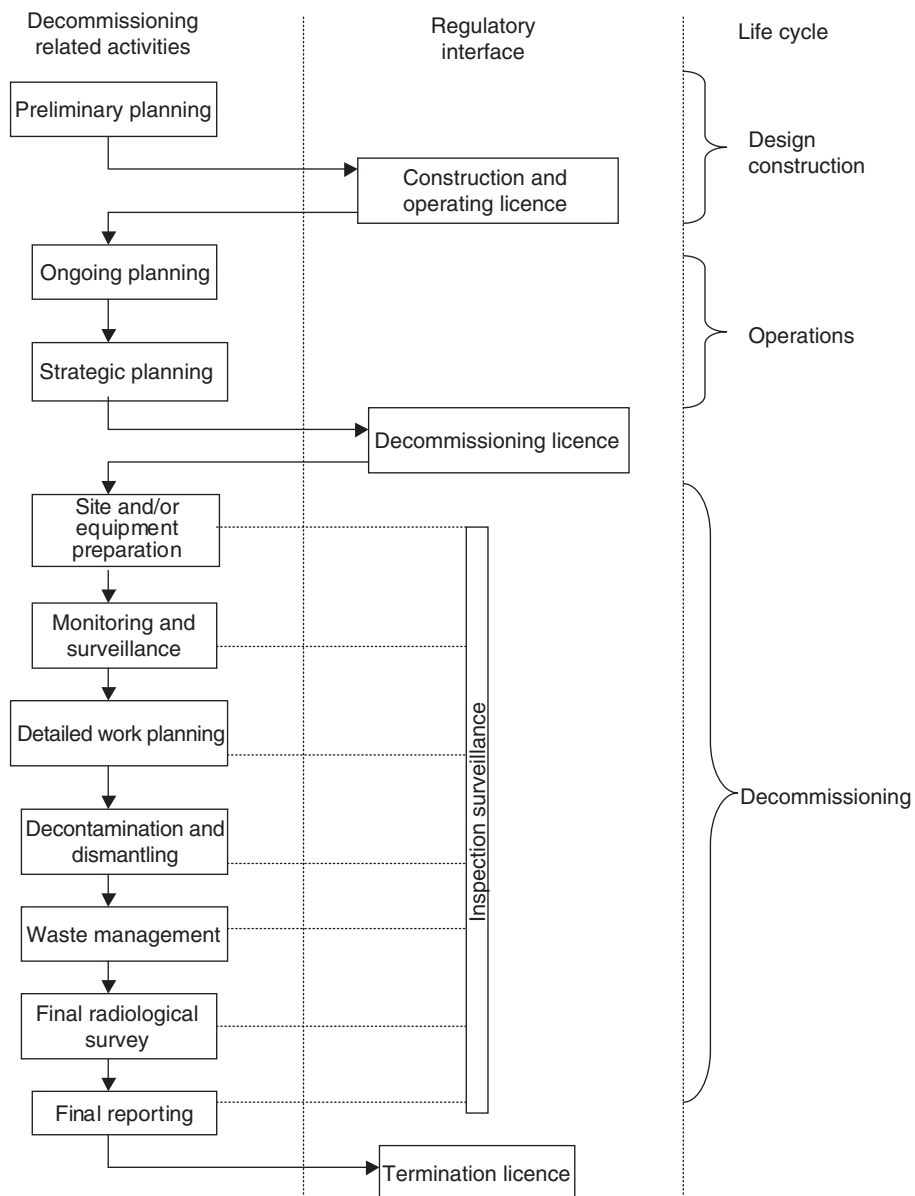 Decommissioning
related activities
Regulatory
interface
Life cycle
Preliminary planning
Construction and
operating licence
Design
construction
Ongoing planning
Strategic planning
Operations
Decommissioning licence
Site and/or
equipment
preparation
Monitoring and
surveillance
Detailed work planning
Decontamination and
dismantling
Waste management
Final radiological
survey
Final reporting
Inspection surveillance
Decommissioning
Termination licence